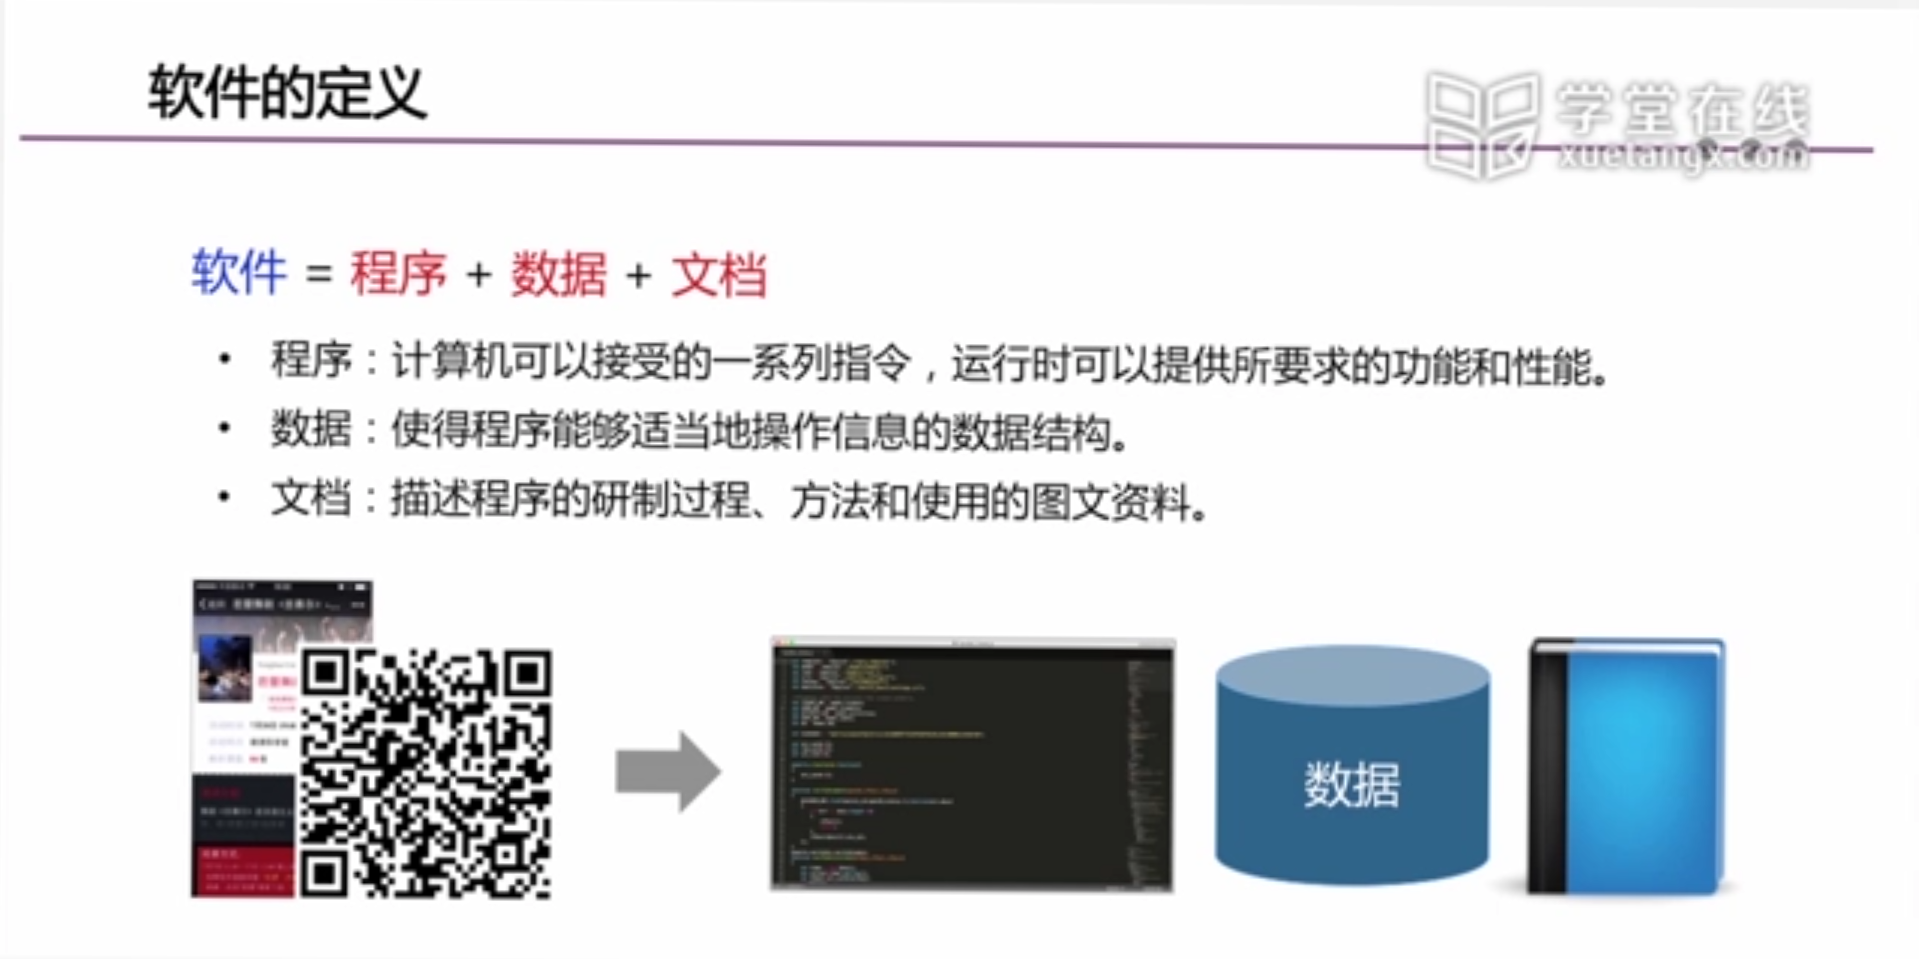 软件的定义
学堂在线
xuetangx.com
软件 = 程序 + 数据 + 文档
• 程序：计算机可以接受的一系列指令，运行时可以提供所要求的功能和性能。
• 数据：使得程序能够适当地操作信息的数据结构。
• 文档：描述程序的研制过程、方法和使用的图文资料。
数据